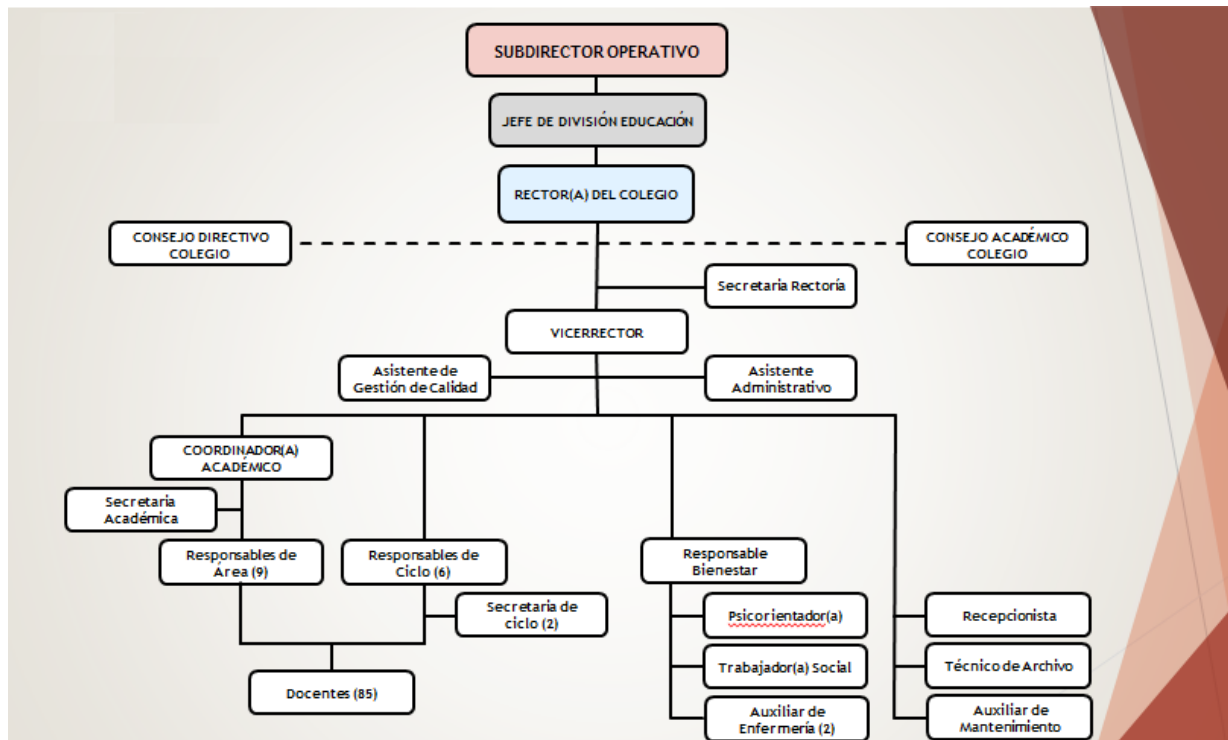 SUBDIRECTOR OPERATIVO
JEFE DE DIVISIÓN EDUCACIÓN
RECTOR(A) DEL COLEGIO
CONSEJO DIRECTIVO
COLEGIO
CONSEJO ACADÉMICO
COLEGIO
Secretaria Rectoría
VICERRECTOR
Asistente de
Gestión de Calidad
Asistente
Administrativo
COORDINADOR(A)
ACADÉMICO
Secretaria
Académica
Responsables de
Área (9)
Responsables de
Ciclo (6)
Responsable
Bienestar
Secretaria de
ciclo (2)
Docentes (85)
Psicorientador(a)
Trabajador(a) Social
Auxiliar de
Enfermería (2)
Recepcionista
Técnico de Archivo
Auxiliar de
Mantenimiento